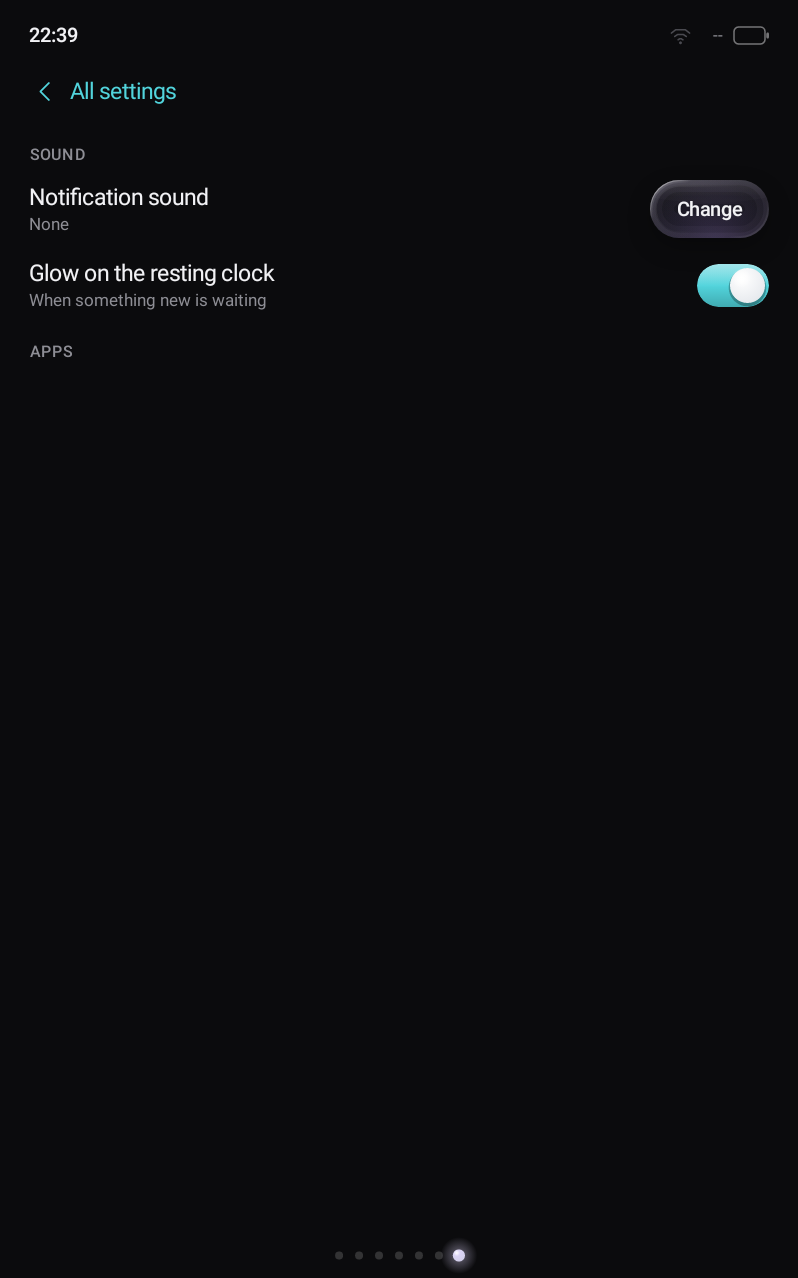 22:39
--
All settings
SOUND
Notification sound
None
Change
Glow on the resting clock
When something new is waiting
APPS